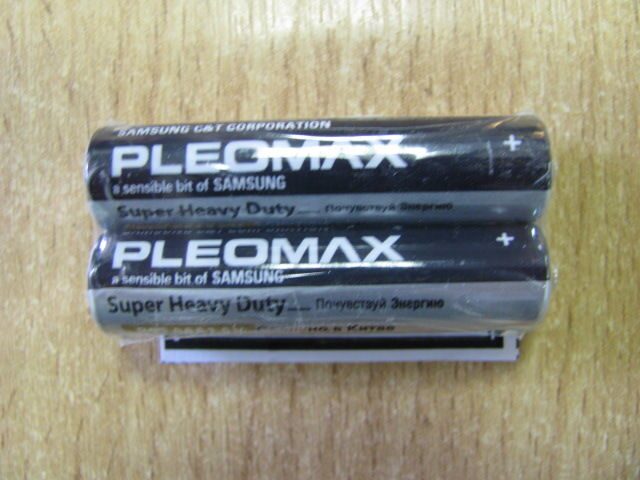 SAMSUNG C&T CORPORATION
PLEOMAX +
a sensible bit of SAMSUNG
Super Heavy Duty Почувствуй Энергию
PLEOMAX +
a sensible bit of SAMSUNG
Super Heavy Duty Почувствуй Энергию
в Китае